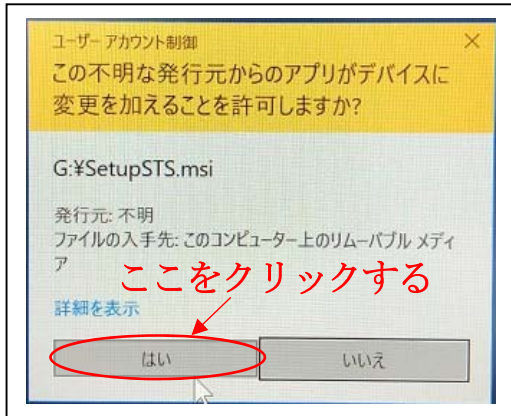 ユーザー アカウント制御
この不明な発行元からのアプリがデバイスに
変更を加えることを許可しますか?
G:¥SetupSTS.msi
発行元: 不明
ファイルの入手先: このコンピューター上のリムーバブル メディ
ア
ここをクリックする
詳細を表示
はい
いいえ